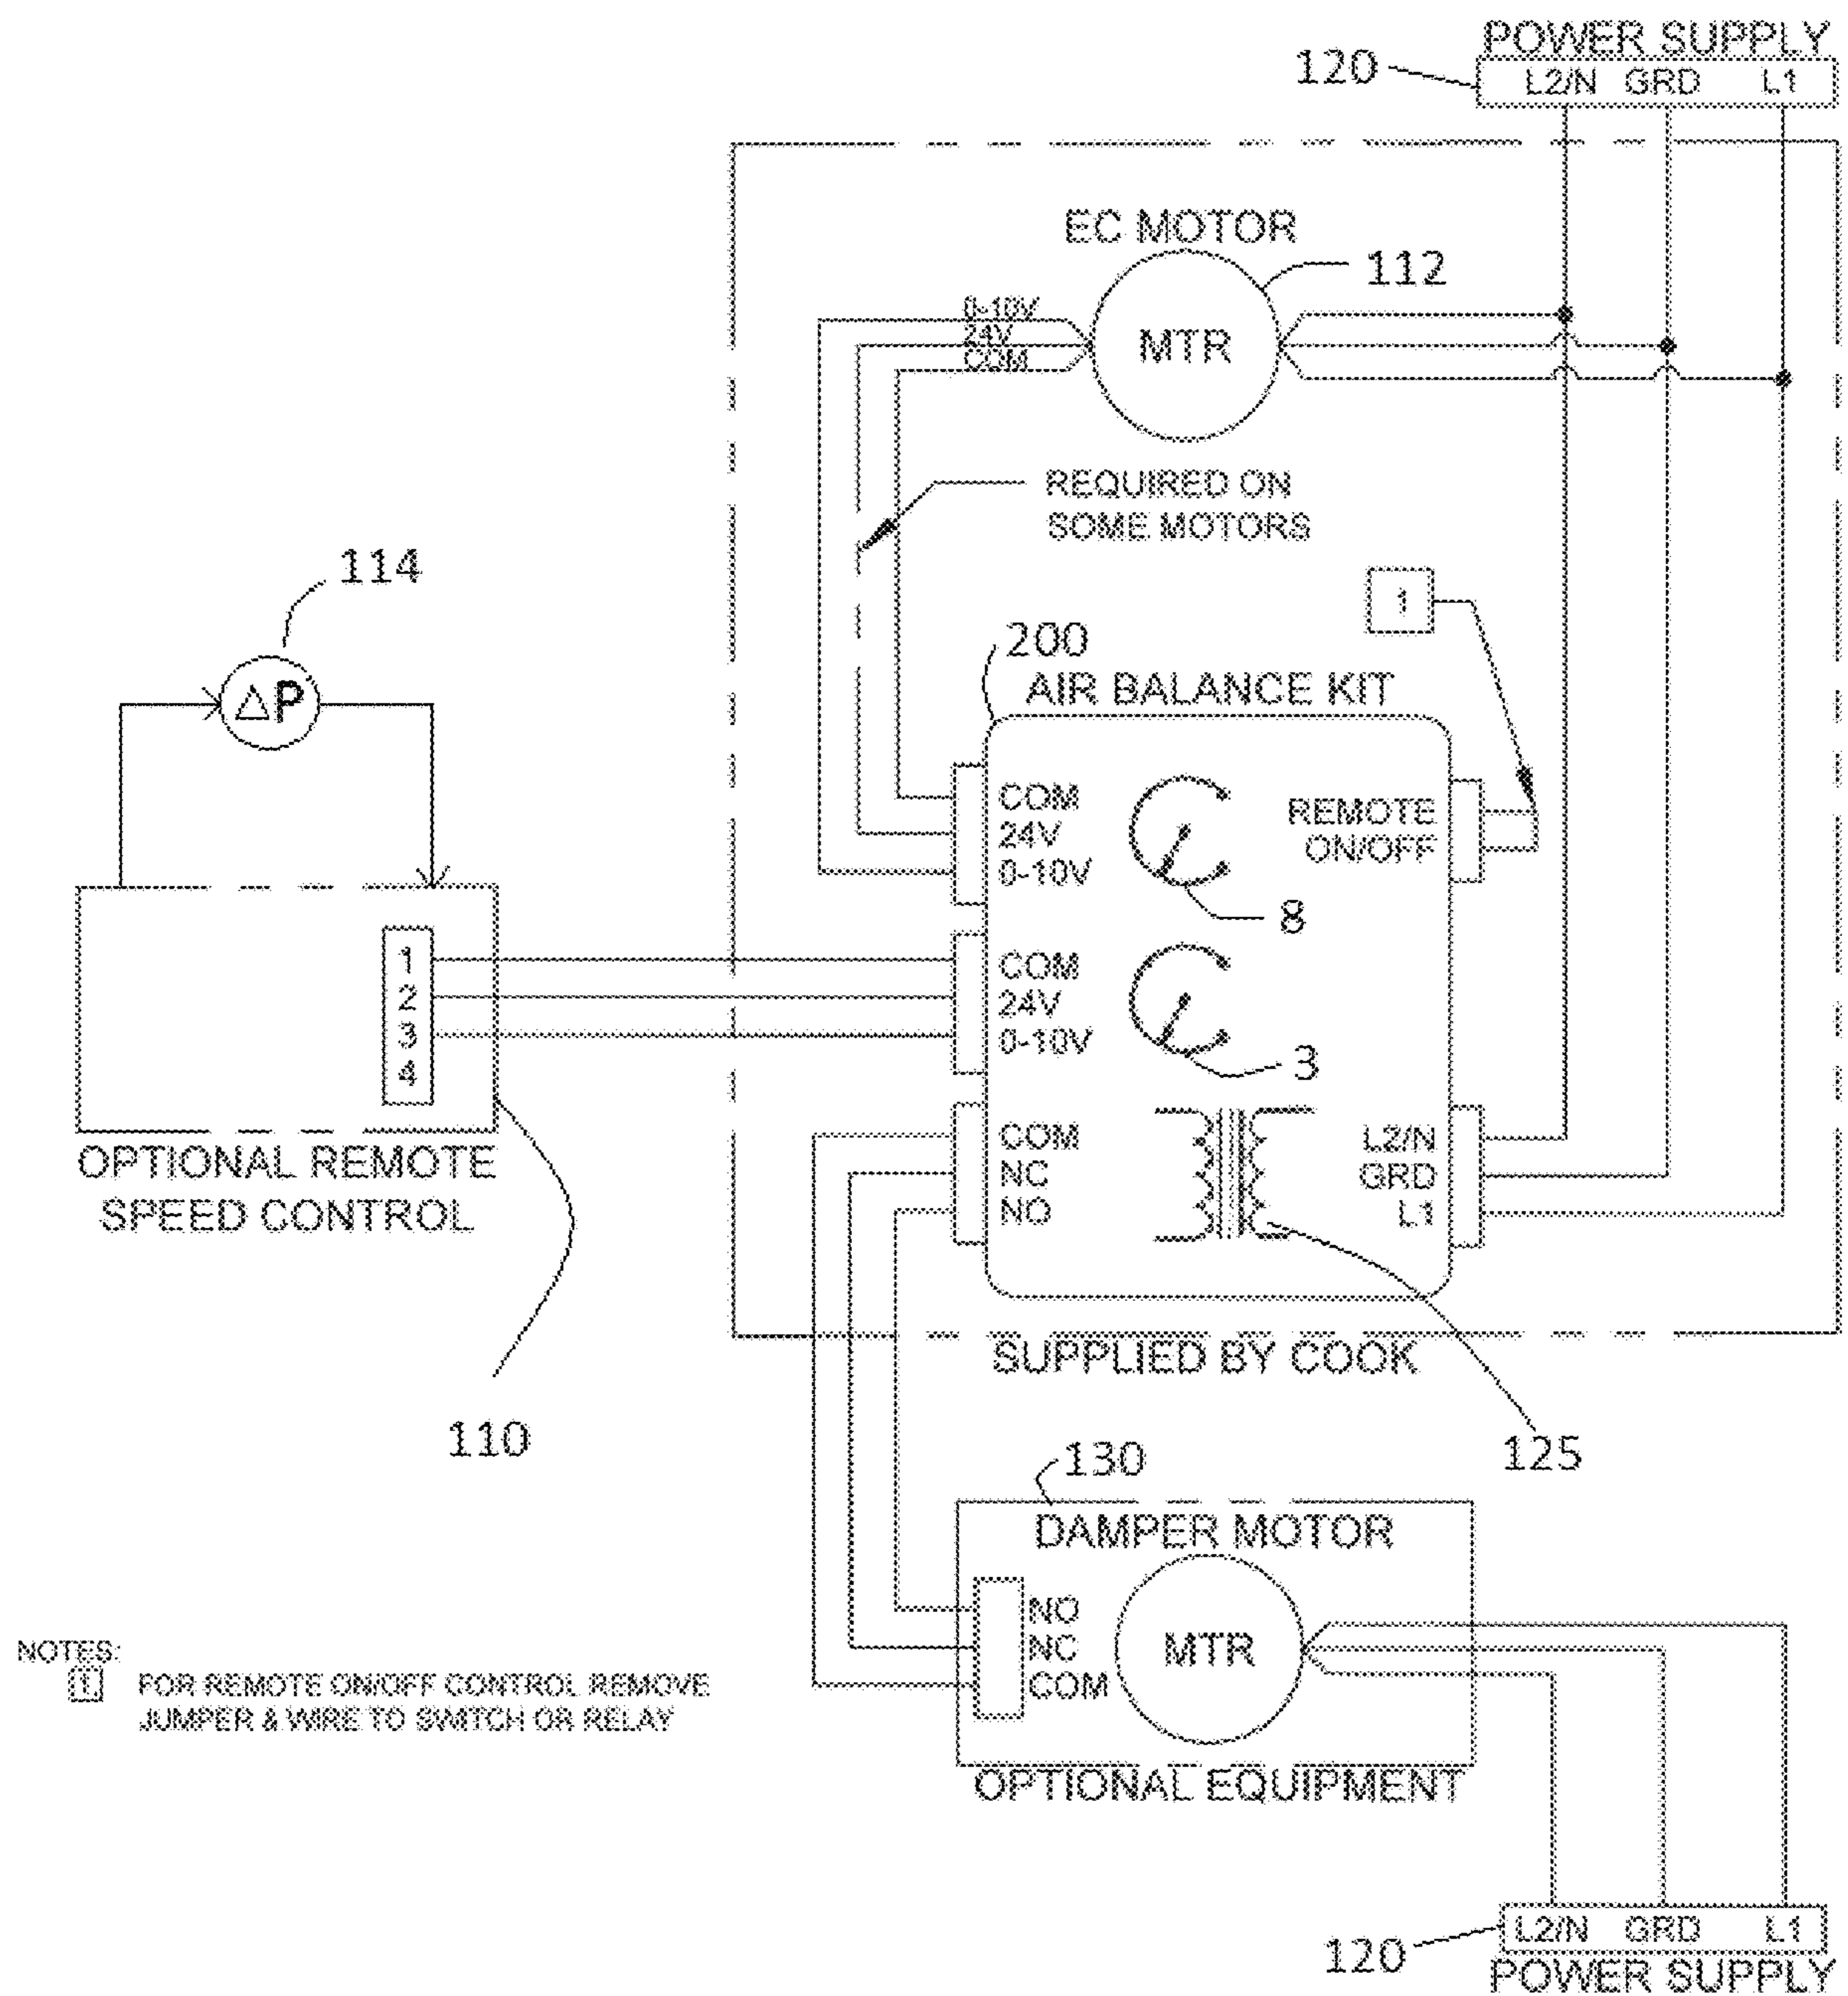 POWER SUPPLY
120
L2/N GRD L1
EC MOTOR
112
0-10V
24V
COM
MTR
REQUIRED ON
SOME MOTORS
114
ΔP
1
200
AIR BALANCE KIT
COM
24V
0-10V
REMOTE
ON/OFF
8
1
2
3
4
COM
24V
0-10V
3
OPTIONAL REMOTE
SPEED CONTROL
COM
NC
NO
L2/N
GRD
L1
SUPPLIED BY COOK
110
125
130
DAMPER MOTOR
NO
NC
COM
MTR
OPTIONAL EQUIPMENT
NOTES:
1 FOR REMOTE ON/OFF CONTROL REMOVE
JUMPER & WIRE TO SWITCH OR RELAY
120
L2/N GRD L1
POWER SUPPLY